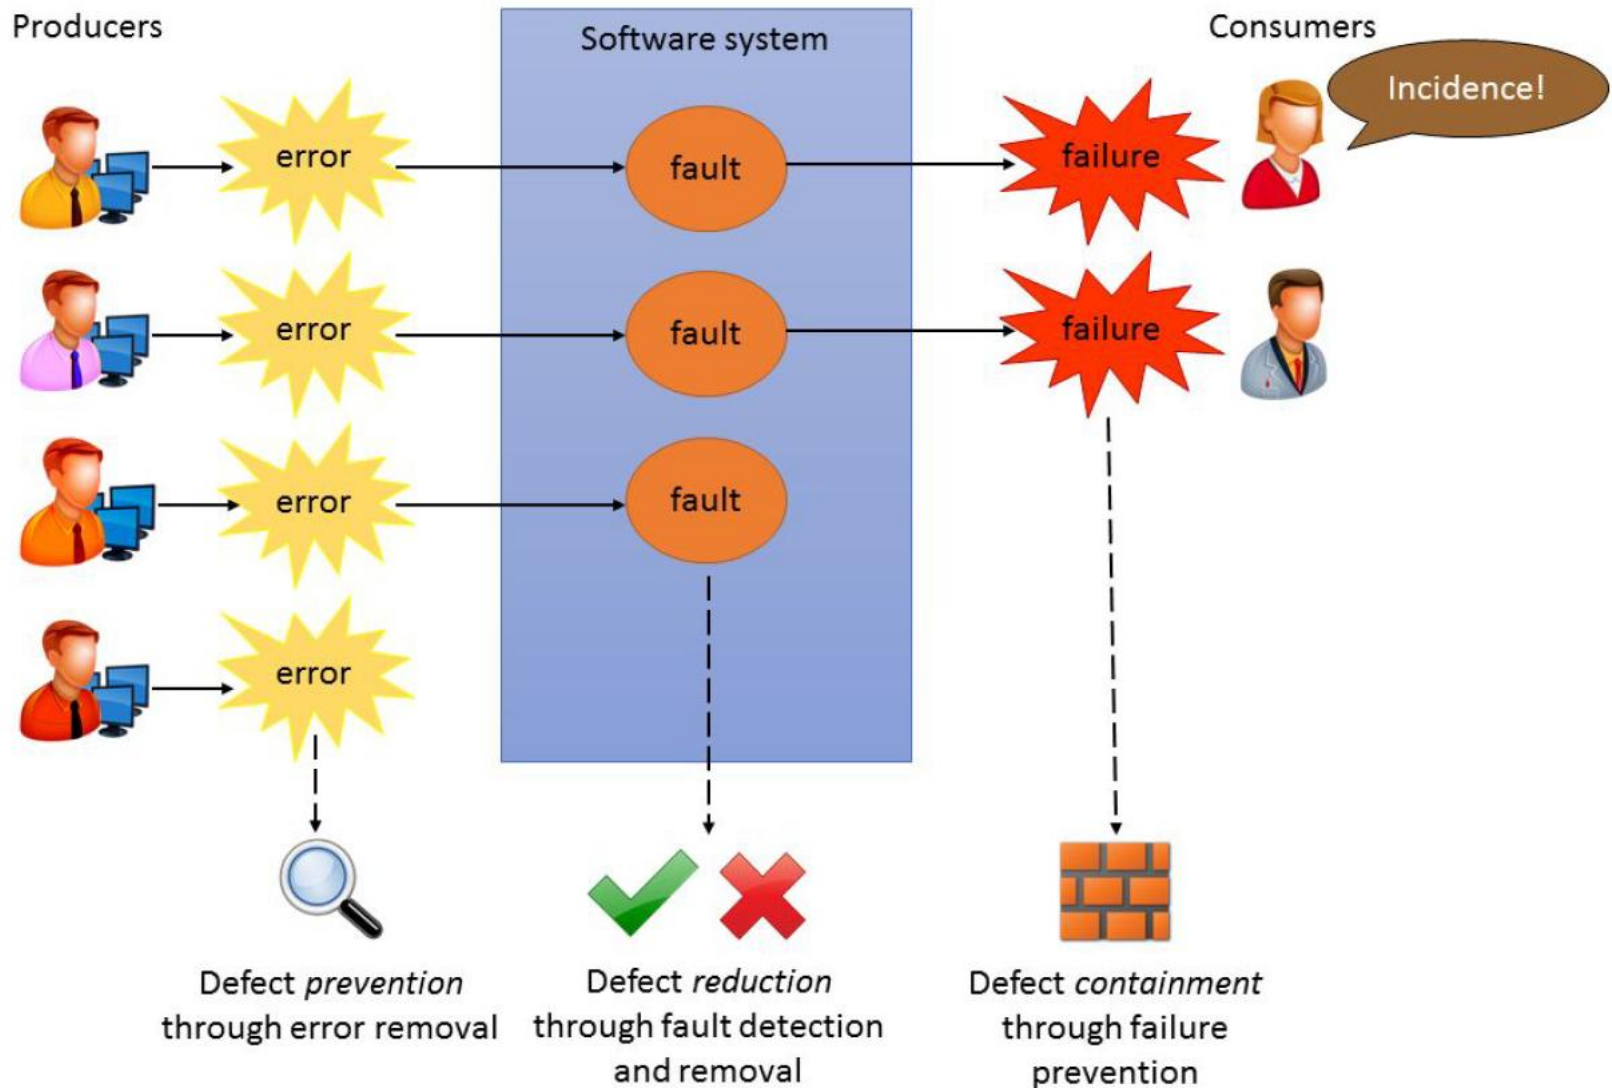 Producers
Software system
Consumers
Incidence!
error
fault
failure
error
fault
failure
error
fault
error
Defect prevention
through error removal
Defect reduction
through fault detection
and removal
Defect containment
through failure
prevention